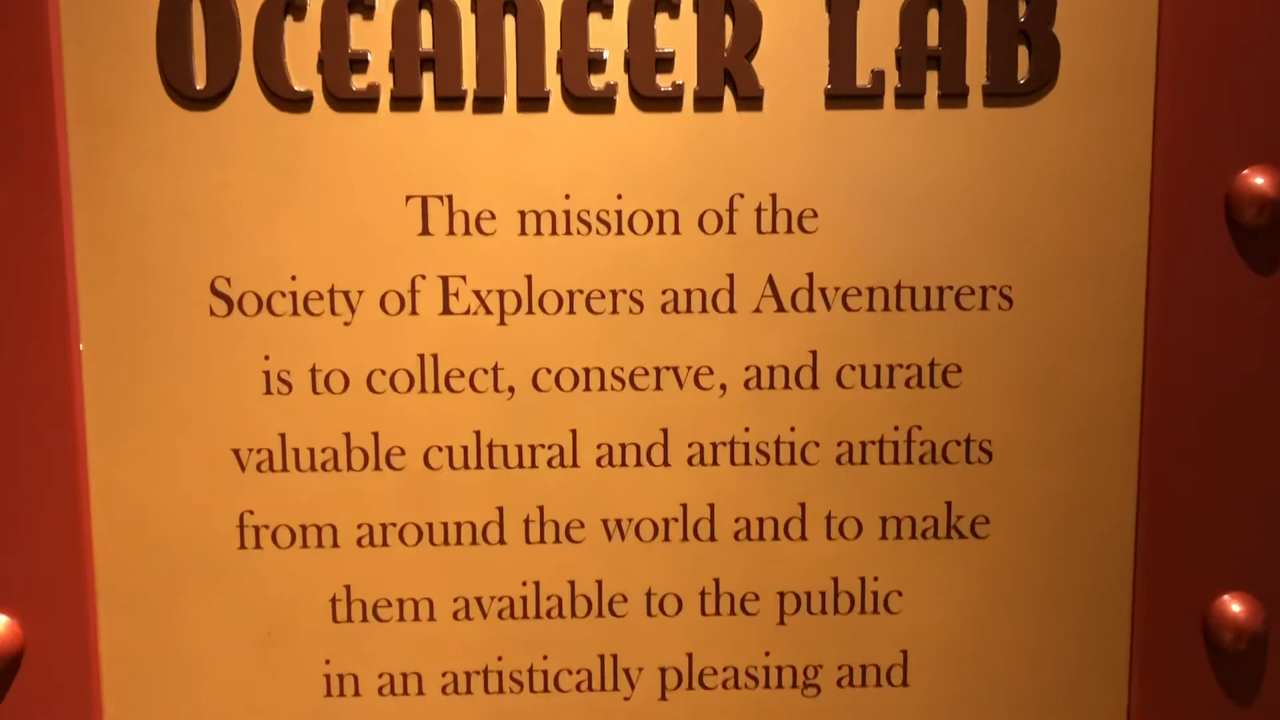 OCEANEER LAB
The mission of the
Society of Explorers and Adventurers
is to collect, conserve, and curate
valuable cultural and artistic artifacts
from around the world and to make
them available to the public
in an artistically pleasing and